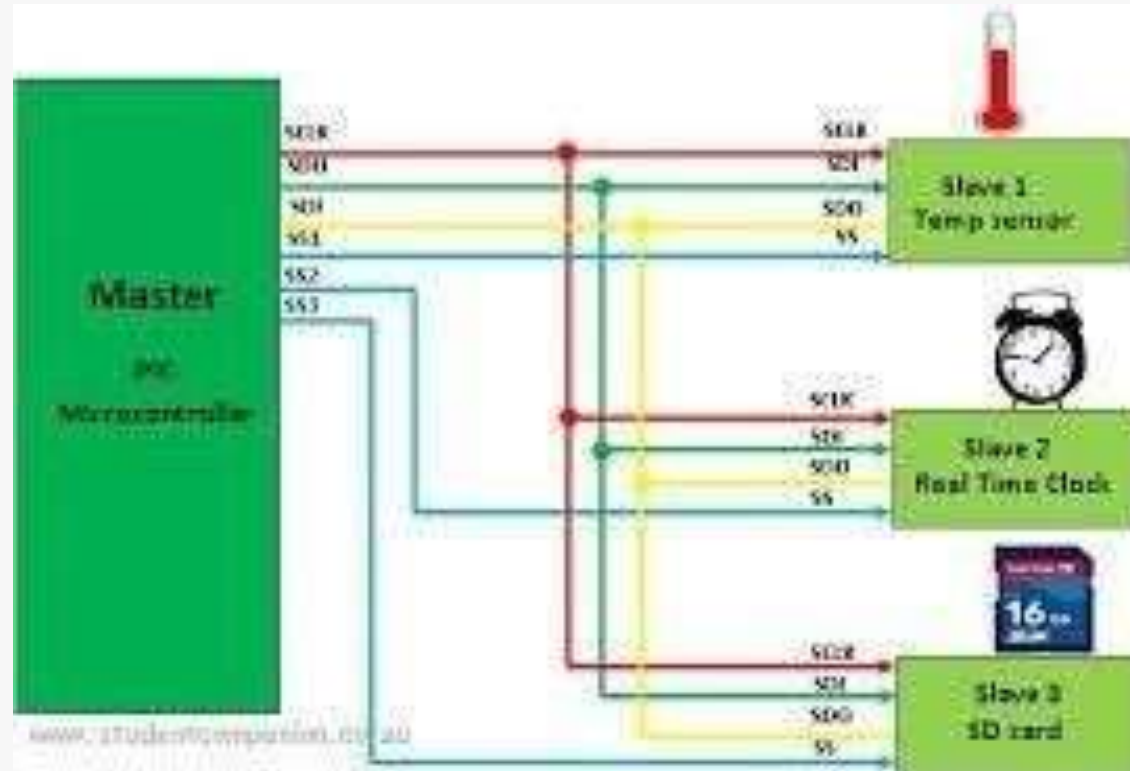 SCLK
SDO
SDI
SS1
SS2
SS3
Master
PIC
Microcontroller
SCLK
SDI
SDO
SS
Slave 1
Temp sensor
SCLK
SDI
SDO
SS
Slave 2
Real Time Clock
16
SCLK
SDI
SDO
SS
Slave 3
SD card